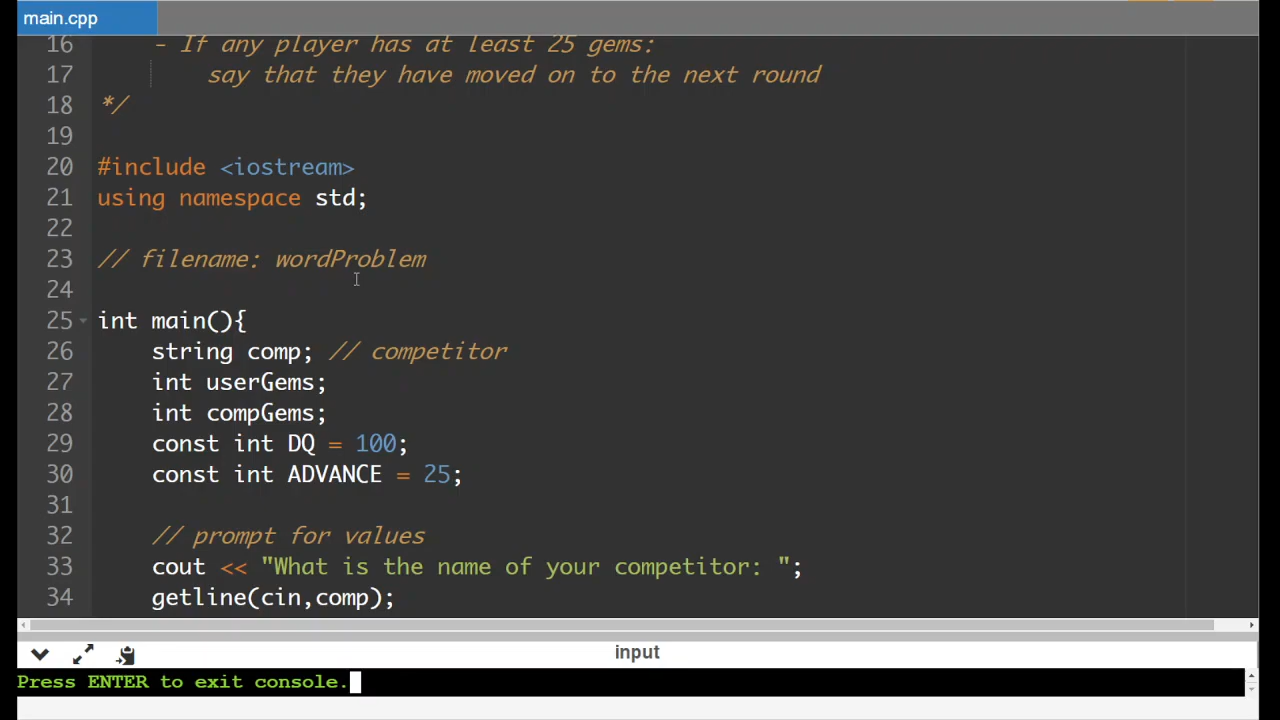 main.cpp
16 - If any player has at least 25 gems:
17 say that they have moved on to the next round
18 */
19
20 #include <iostream>
21 using namespace std;
22
23 // filename: wordProblem
24
25 int main(){
26 string comp; // competitor
27 int userGems;
28 int compGems;
29 const int DQ = 100;
30 const int ADVANCE = 25;
31
32 // prompt for values
33 cout << "What is the name of your competitor: ";
34 getline(cin,comp);
input
Press ENTER to exit console.